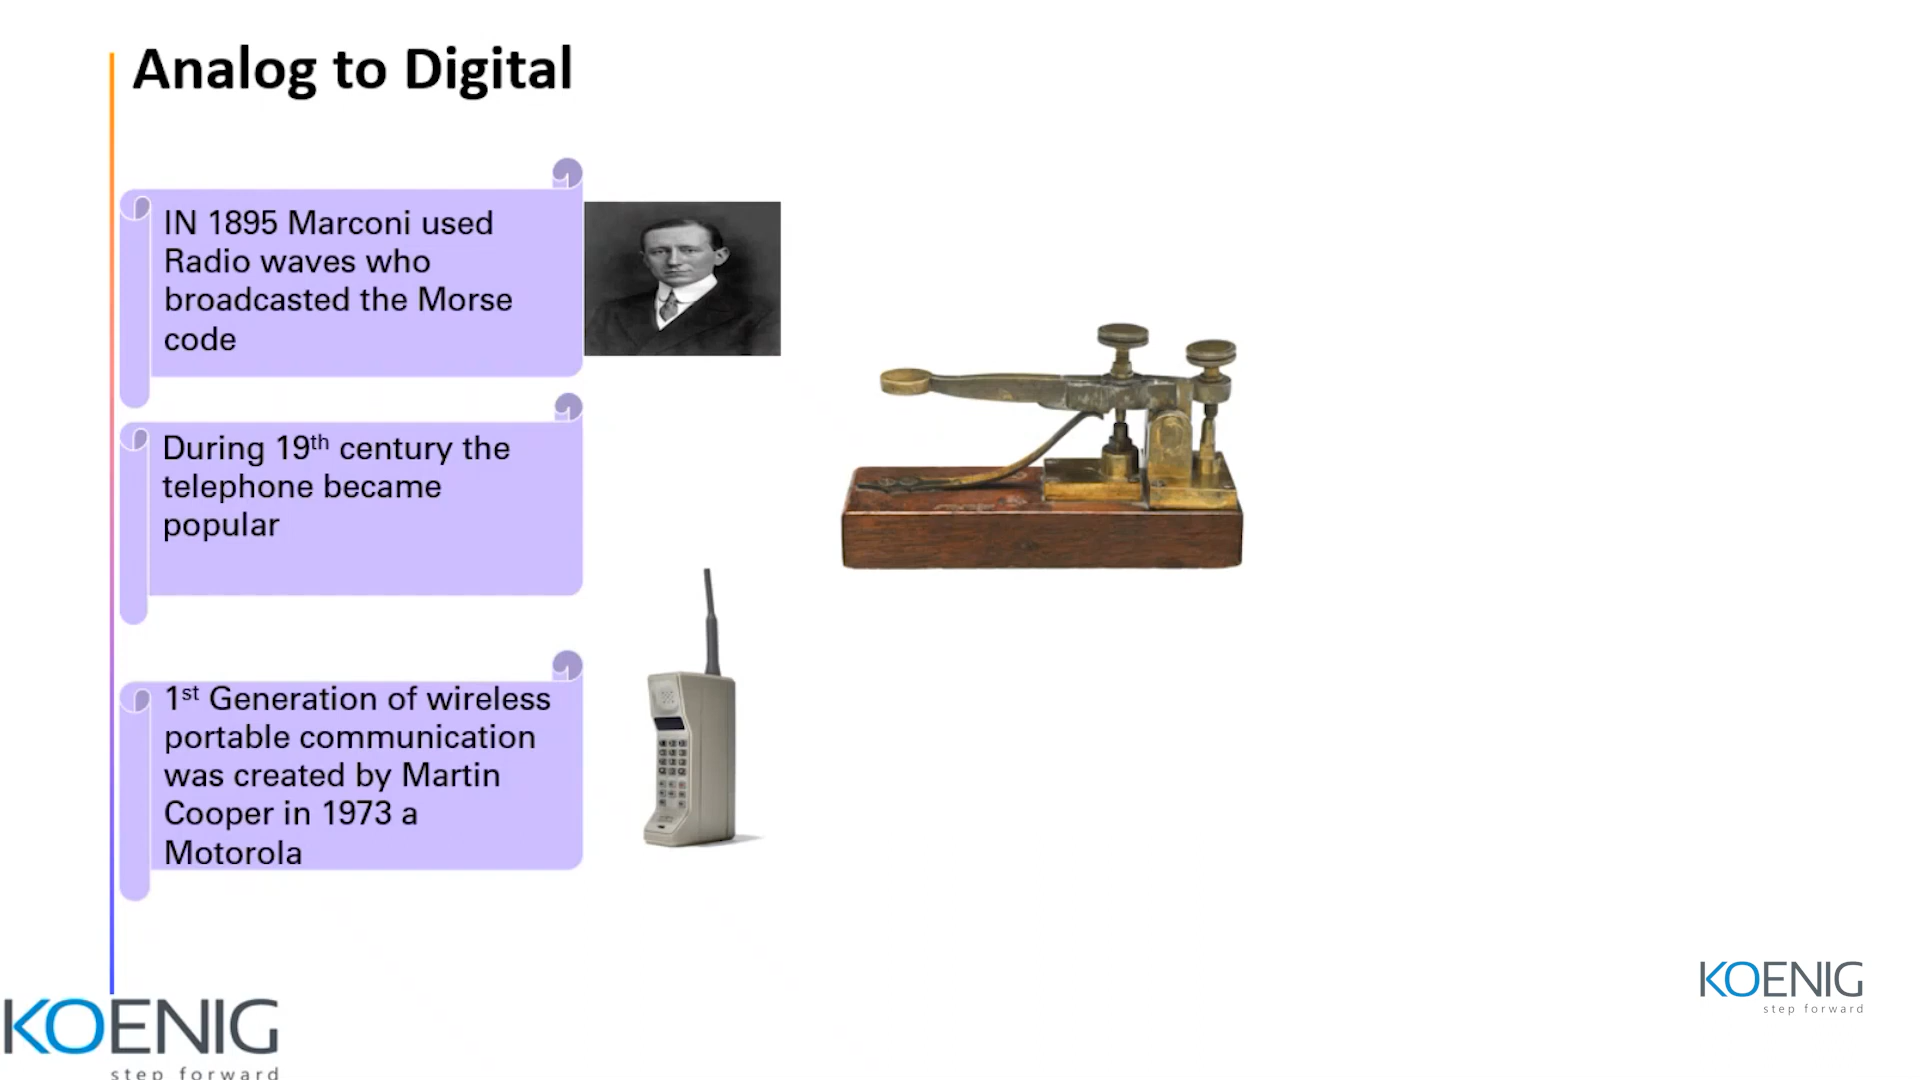 Analog to Digital
IN 1895 Marconi used
Radio waves who
broadcasted the Morse
code
During 19th century the
telephone became
popular
1st Generation of wireless
portable communication
was created by Martin
Cooper in 1973 a
Motorola
KOENIG
step forward
KOENIG
step forward